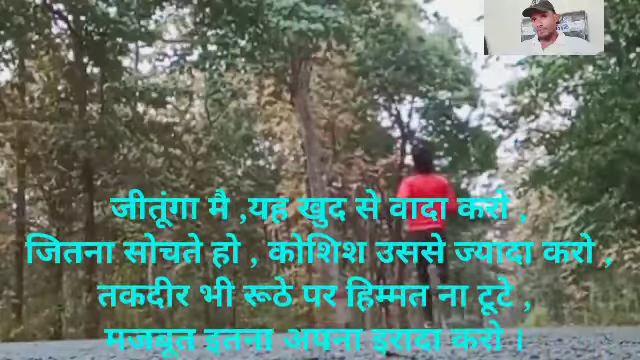 जीतूंगा मै ,यह खुद से वादा करो ,
जितना सोचते हो , कोशिश उससे ज्यादा करो ,
तकदीर भी रूठे पर हिम्मत ना टूटे ,
मजबूत इतना अपना इरादा करो ।